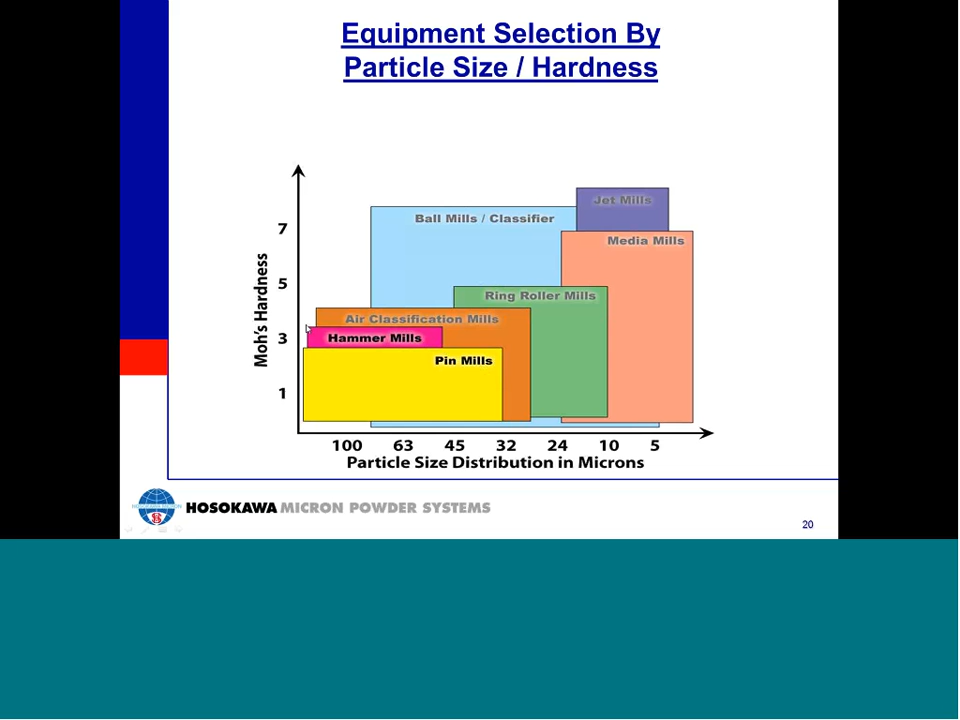 Equipment Selection By
Particle Size / Hardness
Jet Mills
Ball Mills / Classifier
7
Media Mills
Moh's Hardness
5
Ring Roller Mills
Air Classification Mills
3
Hammer Mills
Pin Mills
1
100 63 45 32 24 10 5
Particle Size Distribution in Microns
HOSOKAWA MICRON POWDER SYSTEMS
20